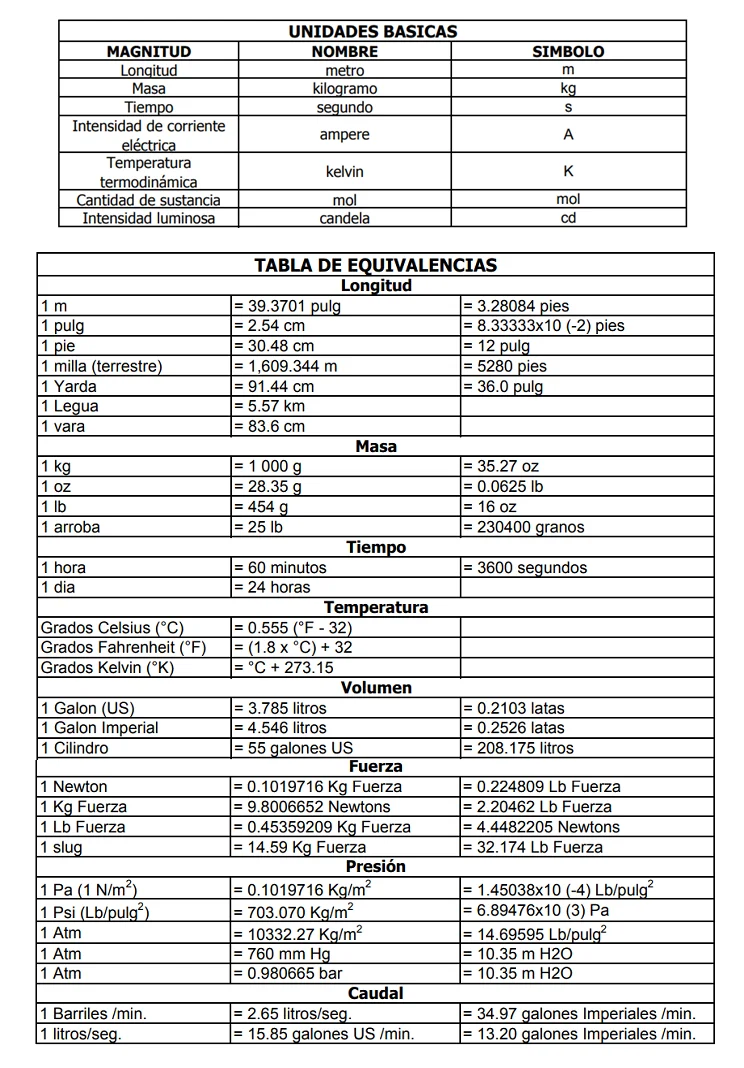 UNIDADES BASICAS
MAGNITUD NOMBRE SIMBOLO
Longitud metro m
Masa kilogramo kg
Tiempo segundo s
Intensidad de corriente
eléctrica ampere A
Temperatura
termodinámica kelvin K
Cantidad de sustancia mol mol
Intensidad luminosa candela cd
TABLA DE EQUIVALENCIAS
Longitud
1 m = 39.3701 pulg = 3.28084 pies
1 pulg = 2.54 cm = 8.33333x10 (-2) pies
1 pie = 30.48 cm = 12 pulg
1 milla (terrestre) = 1,609.344 m = 5280 pies
1 Yarda = 91.44 cm = 36.0 pulg
1 Legua = 5.57 km
1 vara = 83.6 cm
Masa
1 kg = 1 000 g = 35.27 oz
1 oz = 28.35 g = 0.0625 lb
1 lb = 454 g = 16 oz
1 arroba = 25 lb = 230400 granos
Tiempo
1 hora = 60 minutos = 3600 segundos
1 dia = 24 horas
Temperatura
Grados Celsius (°C) = 0.555 (°F - 32)
Grados Fahrenheit (°F) = (1.8 x °C) + 32
Grados Kelvin (°K) = °C + 273.15
Volumen
1 Galon (US) = 3.785 litros = 0.2103 latas
1 Galon Imperial = 4.546 litros = 0.2526 latas
1 Cilindro = 55 galones US = 208.175 litros
Fuerza
1 Newton = 0.1019716 Kg Fuerza = 0.224809 Lb Fuerza
1 Kg Fuerza = 9.8006652 Newtons = 2.20462 Lb Fuerza
1 Lb Fuerza = 0.45359209 Kg Fuerza = 4.4482205 Newtons
1 slug = 14.59 Kg Fuerza = 32.174 Lb Fuerza
Presión
1 Pa (1 N/m²) = 0.1019716 Kg/m² = 1.45038x10 (-4) Lb/pulg²
1 Psi (Lb/pulg²) = 703.070 Kg/m² = 6.89476x10 (3) Pa
1 Atm = 10332.27 Kg/m² = 14.69595 Lb/pulg²
1 Atm = 760 mm Hg = 10.35 m H2O
1 Atm = 0.980665 bar = 10.35 m H2O
Caudal
1 Barriles /min. = 2.65 litros/seg. = 34.97 galones Imperiales /min.
1 litros/seg. = 15.85 galones US /min. = 13.20 galones Imperiales /min.